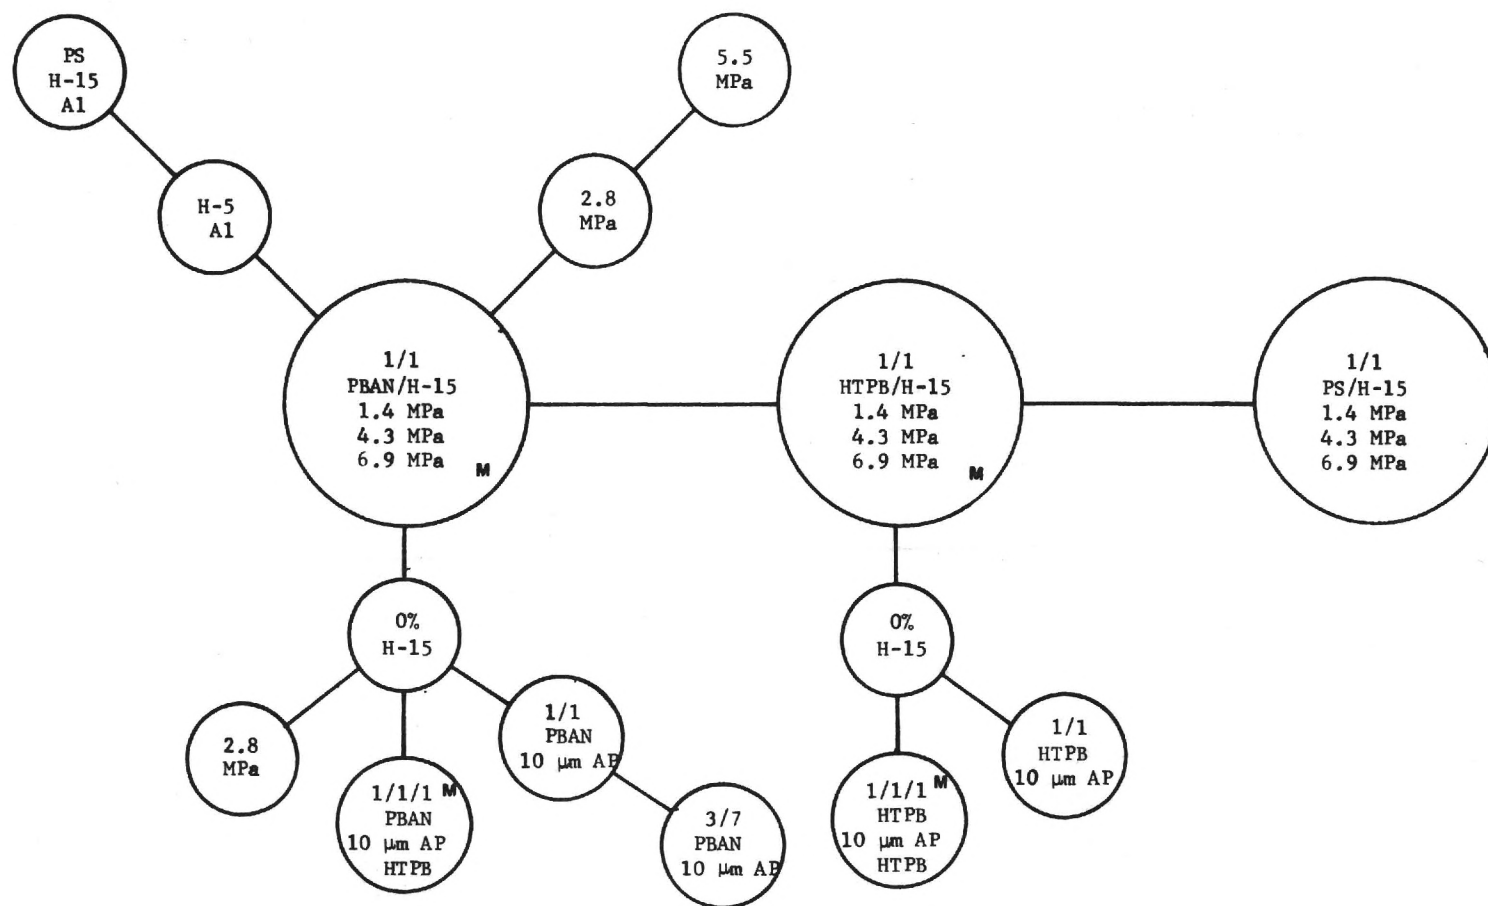 PS
H-15
Al
5.5
MPa
H-5
Al
2.8
MPa
1/1
PBAN/H-15
1.4 MPa
4.3 MPa
6.9 MPa
M
1/1
HTPB/H-15
1.4 MPa
4.3 MPa
6.9 MPa
M
1/1
PS/H-15
1.4 MPa
4.3 MPa
6.9 MPa
0%
H-15
0%
H-15
2.8
MPa
1/1/1 M
PBAN
10 µm AP
HTPB
1/1
PBAN
10 µm AP
3/7
PBAN
10 µm AP
1/1/1 M
HTPB
10 µm AP
HTPB
1/1
HTPB
10 µm AP